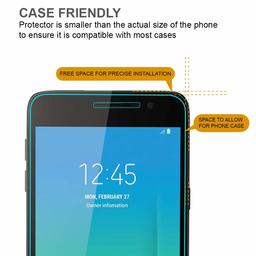 CASE FRIENDLY
Protector is smaller than the actual size of the phone
to ensure it is compatible with most cases
FREE SPACE FOR PRECISE INSTALLATION
SPACE TO ALLOW
FOR PHONE CASE
12:45
MON, FEBRUARY 27
Owner information